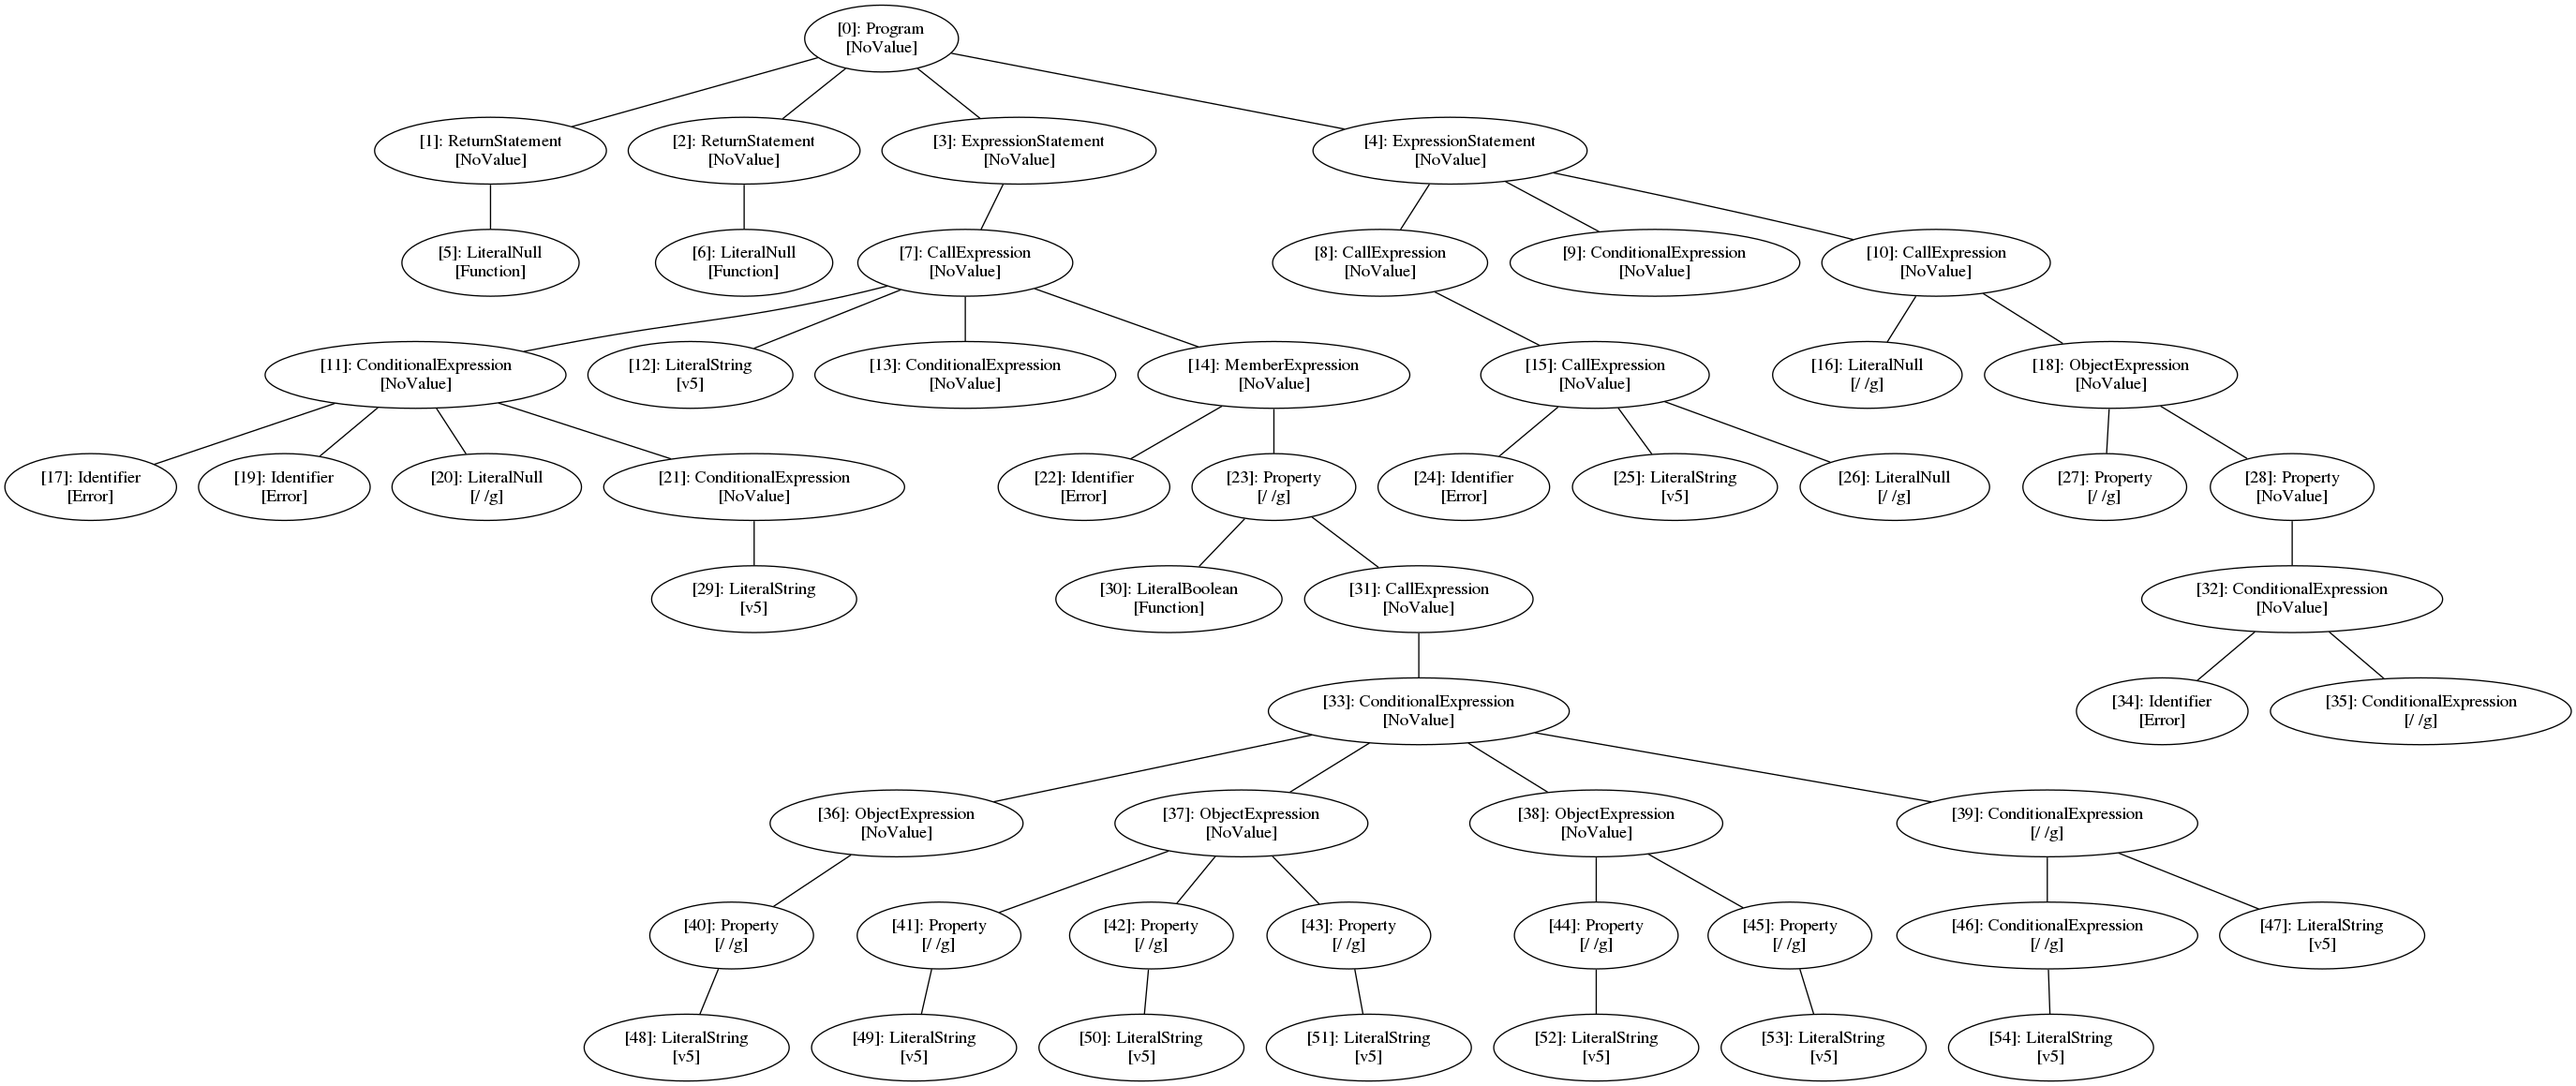 [0]: Program
[NoValue]
[1]: ReturnStatement
[NoValue]
[2]: ReturnStatement
[NoValue]
[3]: ExpressionStatement
[NoValue]
[4]: ExpressionStatement
[NoValue]
[5]: LiteralNull
[Function]
[6]: LiteralNull
[Function]
[7]: CallExpression
[NoValue]
[8]: CallExpression
[NoValue]
[9]: ConditionalExpression
[NoValue]
[10]: CallExpression
[NoValue]
[11]: ConditionalExpression
[NoValue]
[12]: LiteralString
[v5]
[13]: ConditionalExpression
[NoValue]
[14]: MemberExpression
[NoValue]
[15]: CallExpression
[NoValue]
[16]: LiteralNull
[/ /g]
[18]: ObjectExpression
[NoValue]
[17]: Identifier
[Error]
[19]: Identifier
[Error]
[20]: LiteralNull
[/ /g]
[21]: ConditionalExpression
[NoValue]
[22]: Identifier
[Error]
[23]: Property
[/ /g]
[24]: Identifier
[Error]
[25]: LiteralString
[v5]
[26]: LiteralNull
[/ /g]
[27]: Property
[/ /g]
[28]: Property
[NoValue]
[29]: LiteralString
[v5]
[30]: LiteralBoolean
[Function]
[31]: CallExpression
[NoValue]
[32]: ConditionalExpression
[NoValue]
[33]: ConditionalExpression
[NoValue]
[34]: Identifier
[Error]
[35]: ConditionalExpression
[/ /g]
[36]: ObjectExpression
[NoValue]
[37]: ObjectExpression
[NoValue]
[38]: ObjectExpression
[NoValue]
[39]: ConditionalExpression
[/ /g]
[40]: Property
[/ /g]
[41]: Property
[/ /g]
[42]: Property
[/ /g]
[43]: Property
[/ /g]
[44]: Property
[/ /g]
[45]: Property
[/ /g]
[46]: ConditionalExpression
[/ /g]
[47]: LiteralString
[v5]
[48]: LiteralString
[v5]
[49]: LiteralString
[v5]
[50]: LiteralString
[v5]
[51]: LiteralString
[v5]
[52]: LiteralString
[v5]
[53]: LiteralString
[v5]
[54]: LiteralString
[v5]